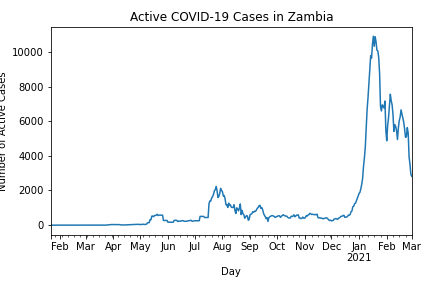 Active COVID-19 Cases in Zambia
Number of Active Cases
10000
8000
6000
4000
2000
0
Feb Mar Apr May Jun Jul Aug Sep Oct Nov Dec Jan Feb Mar
2021
Day